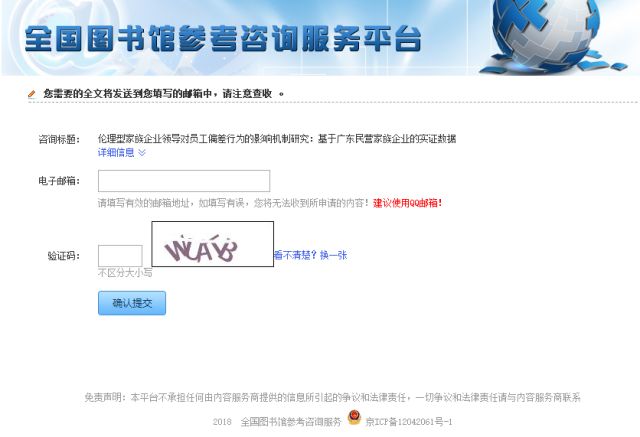 全国图书馆参考咨询服务平台
您需要的全文将发送到您填写的邮箱中，请注意查收 。
咨询标题： 伦理型家族企业领导对员工偏差行为的影响机制研究：基于广东民营家族企业的实证数据
详细信息
电子邮箱：
请填写有效的邮箱地址，如填写有误，您将无法收到所申请的内容！建议使用QQ邮箱！
验证码： 看不清楚？换一张
不区分大小写
确认提交
免责声明：本平台不承担任何由内容服务商提供的信息所引起的争议和法律责任，一切争议和法律责任请与内容服务商联系
2018 全国图书馆参考咨询服务 京ICP备12042061号-1